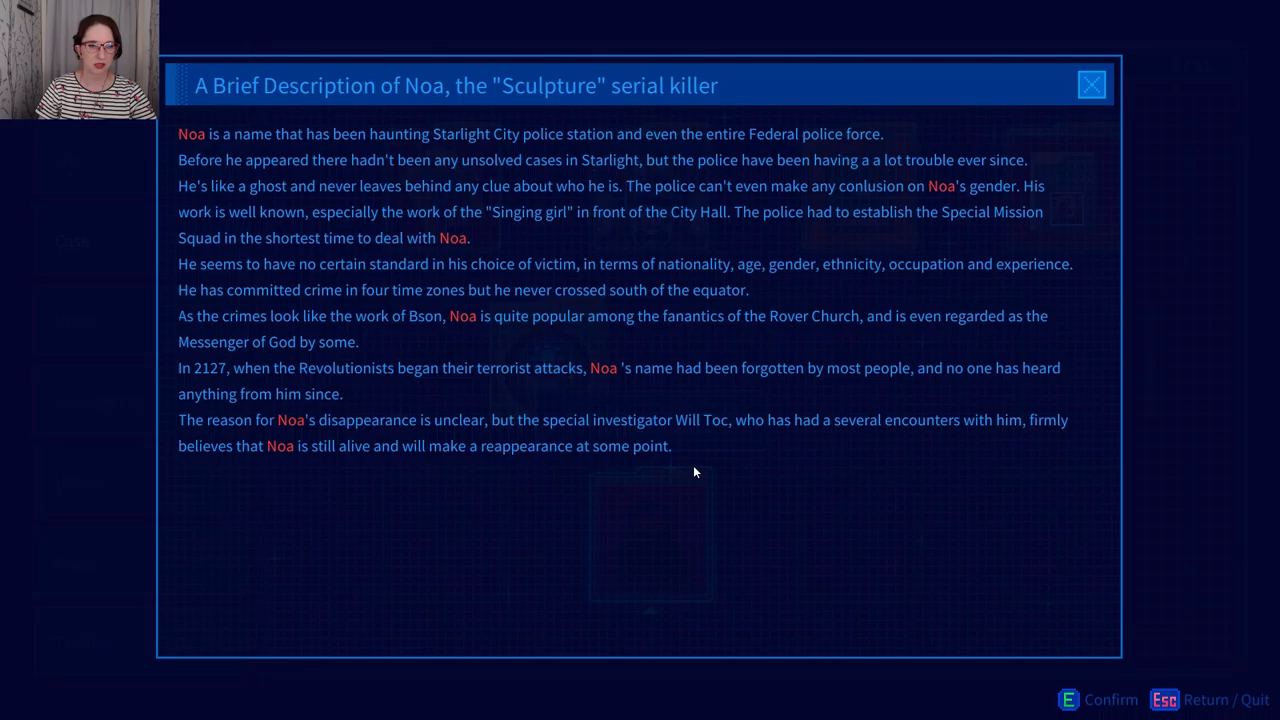 A Brief Description of Noa, the "Sculpture" serial killer
Noa is a name that has been haunting Starlight City police station and even the entire Federal police force.
Before he appeared there hadn't been any unsolved cases in Starlight, but the police have been having a a lot trouble ever since.
He's like a ghost and never leaves behind any clue about who he is. The police can't even make any conlusion on Noa's gender. His
work is well known, especially the work of the "Singing girl" in front of the City Hall. The police had to establish the Special Mission
Squad in the shortest time to deal with Noa.
He seems to have no certain standard in his choice of victim, in terms of nationality, age, gender, ethnicity, occupation and experience.
He has committed crime in four time zones but he never crossed south of the equator.
As the crimes look like the work of Bson, Noa is quite popular among the fanantics of the Rover Church, and is even regarded as the
Messenger of God by some.
In 2127, when the Revolutionists began their terrorist attacks, Noa 's name had been forgotten by most people, and no one has heard
anything from him since.
The reason for Noa's disappearance is unclear, but the special investigator Will Toc, who has had a several encounters with him, firmly
believes that Noa is still alive and will make a reappearance at some point.
E Confirm Esc Return / Quit